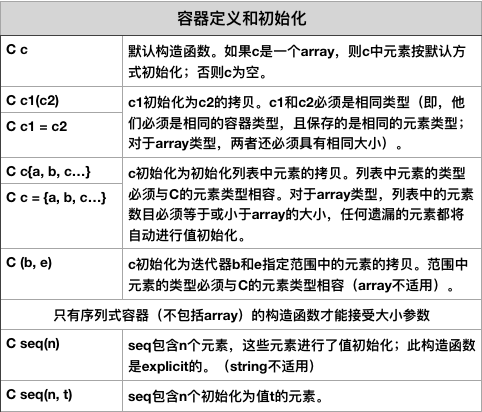 容器定义和初始化
C c
默认构造函数。如果c是一个array，则c中元素按默认方
式初始化；否则c为空。
C c1(c2)
C c1 = c2
c1初始化为c2的拷贝。c1和c2必须是相同类型（即，他
们必须是相同的容器类型，且保存的是相同的元素类型；
对于array类型，两者还必须具有相同大小）。
C c{a, b, c…}
C c = {a, b, c…}
c初始化为初始化列表中元素的拷贝。列表中元素的类型
必须与C的元素类型相容。对于array类型，列表中的元素
数目必须等于或小于array的大小，任何遗漏的元素都将
自动进行值初始化。
C (b, e)
c初始化为迭代器b和e指定范围中的元素的拷贝。范围中
元素的类型必须与C的元素类型相容（array不适用）。
只有序列式容器（不包括array）的构造函数才能接受大小参数
C seq(n)
seq包含n个元素，这些元素进行了值初始化；此构造函数
是explicit的。（string不适用）
C seq(n, t)
seq包含n个初始化为值t的元素。